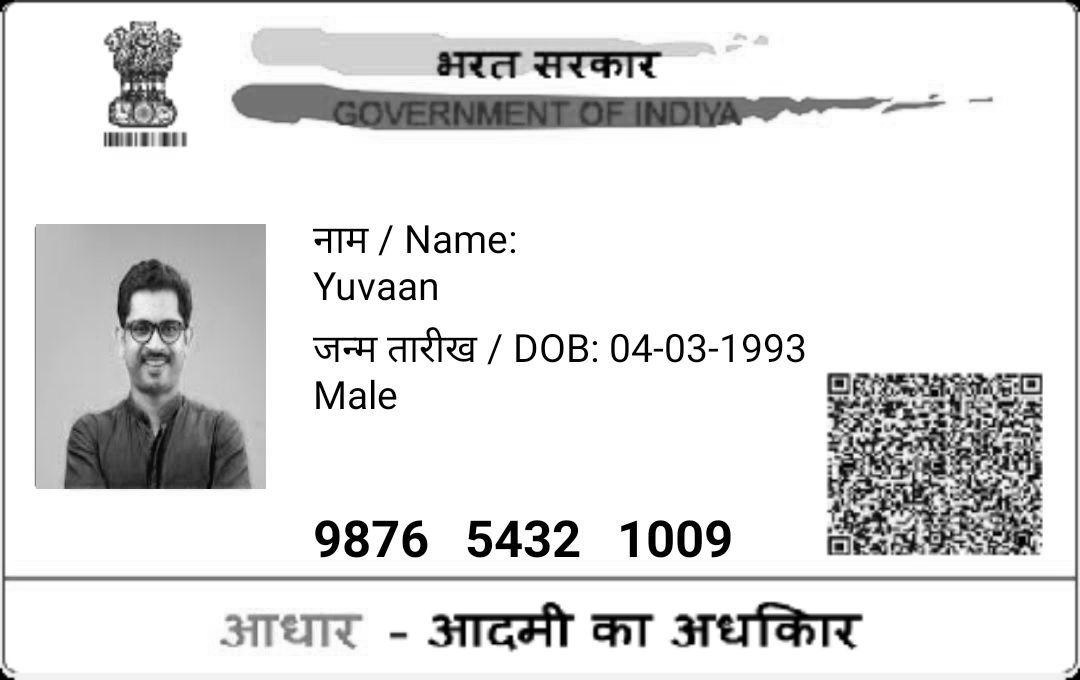 भरत सरकार
GOVERNMENT OF INDIYA
नाम / Name:
Yuvaan
जन्म तारीख / DOB: 04-03-1993
Male
9876 5432 1009
आधार - आदमी का अधकिार